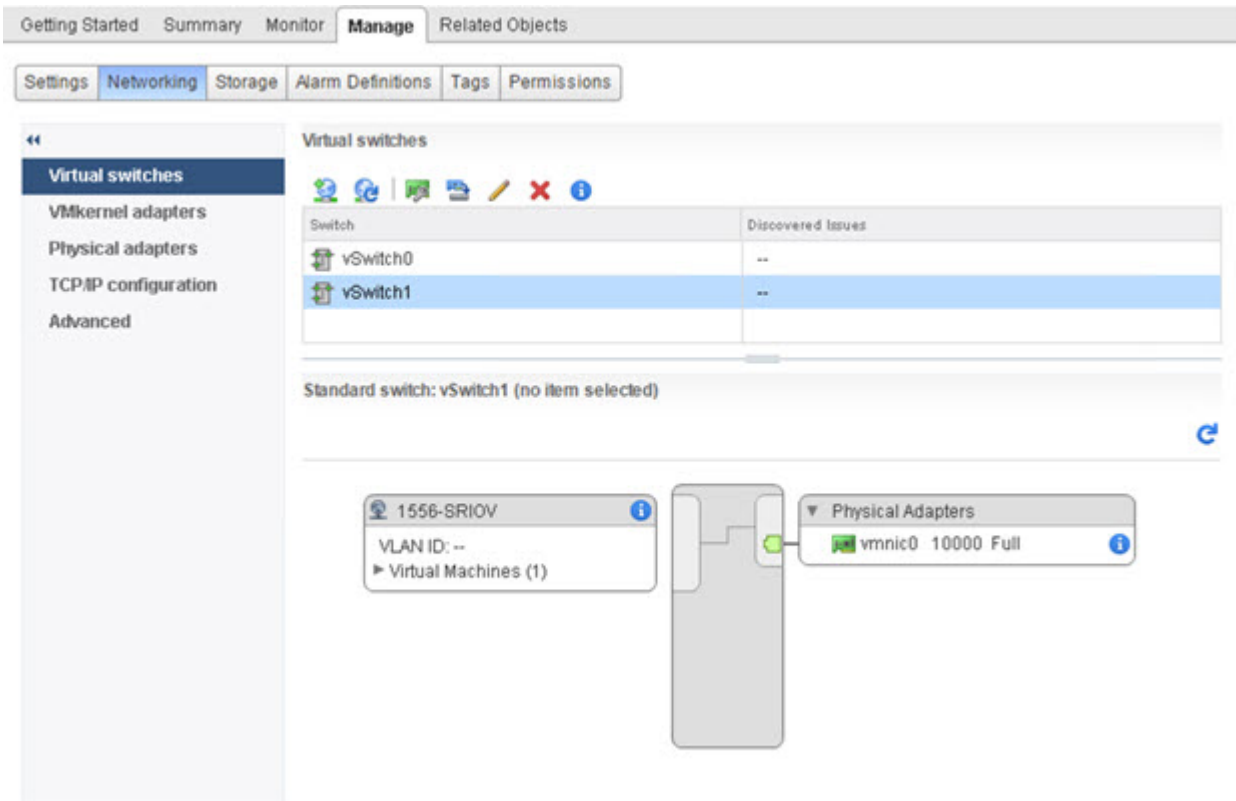 Getting Started Summary Monitor Manage Related Objects
Settings Networking Storage Alarm Definitions Tags Permissions
Virtual switches
VMkernel adapters
Physical adapters
TCP/IP configuration
Advanced
Virtual switches
Switch Discovered Issues
vSwitch0 --
vSwitch1 --
Standard switch: vSwitch1 (no item selected)
1556-SRIOV
VLAN ID: --
Virtual Machines (1)
Physical Adapters
vmnic0 10000 Full